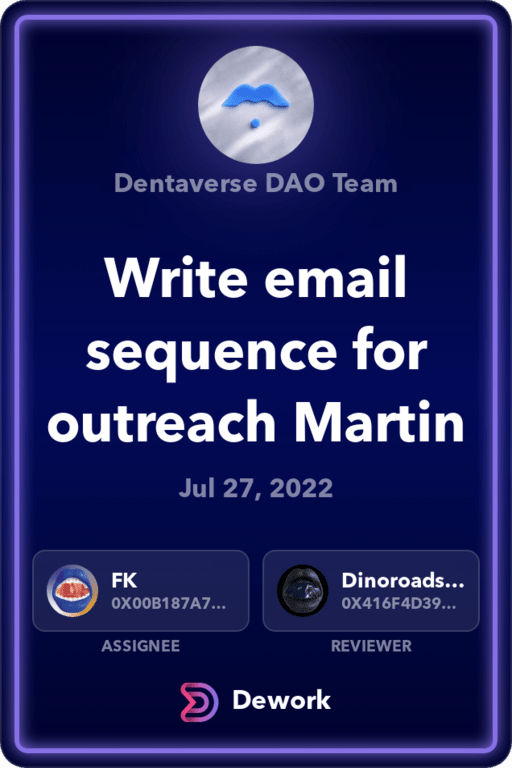 Dentaverse DAO Team
Write email
sequence for
outreach Martin
Jul 27, 2022
FK
0X00B187A7...
ASSIGNEE
Dinoroads...
0X416F4D39...
REVIEWER
Dework